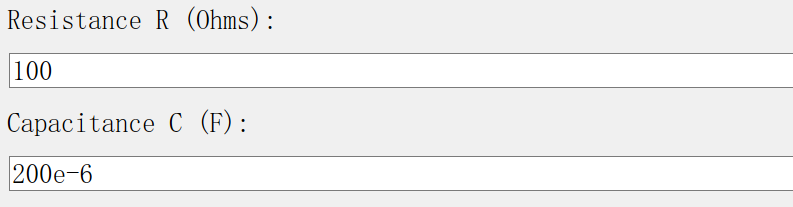 Resistance R (Ohms):
100
Capacitance C (F):
200e-6